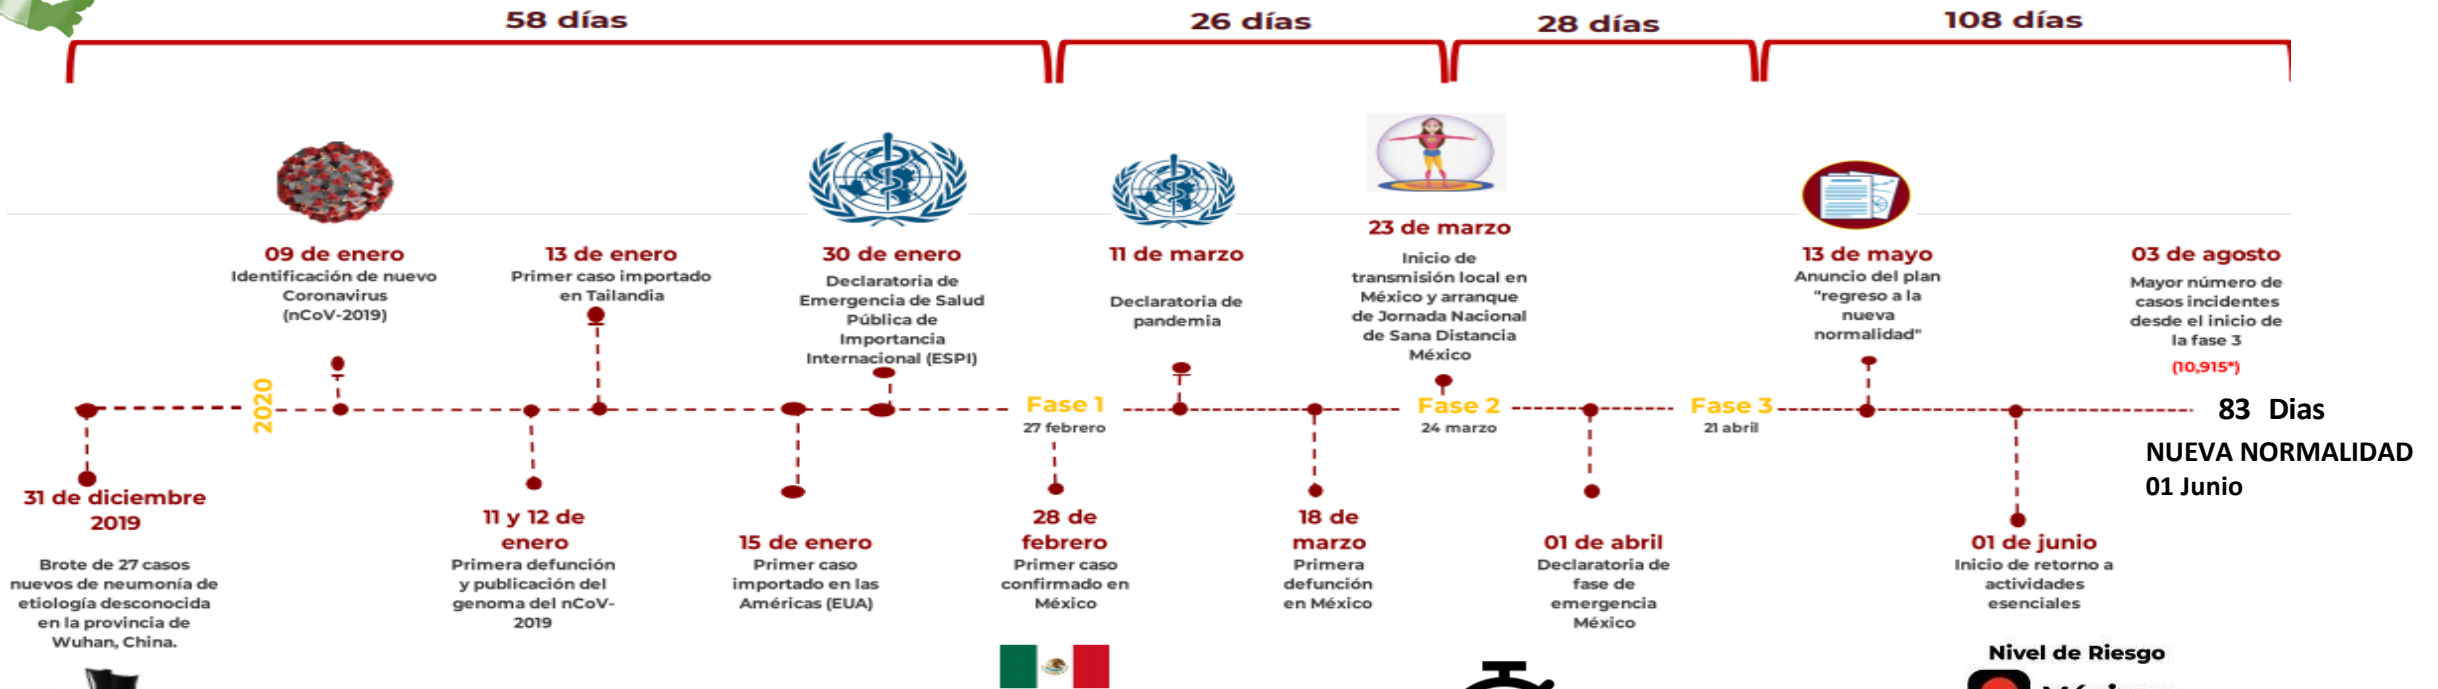 58 días
26 días
28 días
108 días
09 de enero
Identificación de nuevo
Coronavirus
(nCoV-2019)
13 de enero
Primer caso importado
en Tailandia
30 de enero
Declaratoria de
Emergencia de Salud
Pública de
Importancia
Internacional (ESPI)
11 de marzo
Declaratoria de
pandemia
23 de marzo
Inicio de
transmisión local en
México y arranque
de Jornada Nacional
de Sana Distancia
México
13 de mayo
Anuncio del plan
"regreso a la
nueva
normalidad"
03 de agosto
Mayor número de
casos incidentes
desde el inicio de
la fase 3
(10,915*)
2020
Fase 1
27 febrero
Fase 2
24 marzo
Fase 3
21 abril
83 Dias
NUEVA NORMALIDAD
01 Junio
31 de diciembre
2019
Brote de 27 casos
nuevos de neumonía de
etiología desconocida
en la provincia de
Wuhan, China.
11 y 12 de
enero
Primera defunción
y publicación del
genoma del nCoV-
2019
15 de enero
Primer caso
importado en las
Américas (EUA)
28 de
febrero
Primer caso
confirmado en
México
18 de
marzo
Primera
defunción
en México
01 de abril
Declaratoria de
fase de
emergencia
México
01 de junio
Inicio de retorno a
actividades
esenciales
Nivel de Riesgo